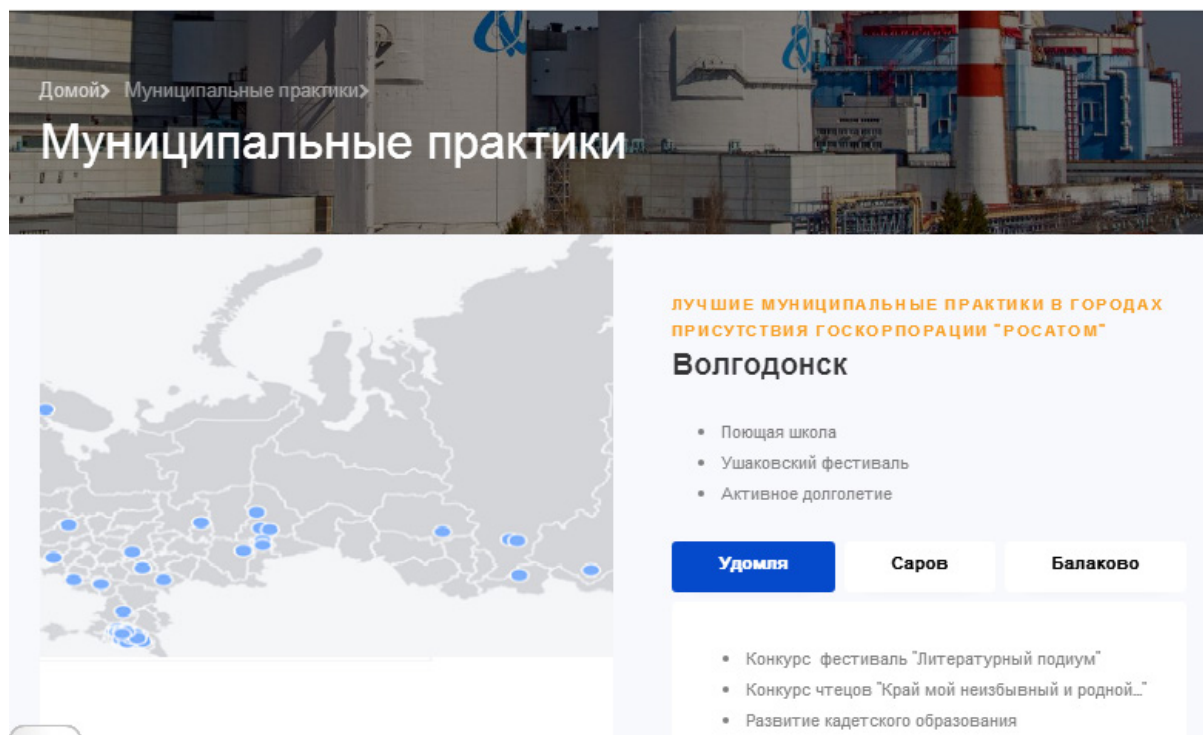 Домой> Муниципальные практики>
Муниципальные практики
ЛУЧШИЕ МУНИЦИПАЛЬНЫЕ ПРАКТИКИ В ГОРОДАХ
ПРИСУТСТВИЯ ГОСКОРПОРАЦИИ "РОСАТОМ"
Волгодонск
• Поющая школа
• Ушаковский фестиваль
• Активное долголетие
Удомля Саров Балаково
• Конкурс фестиваль "Литературный подиум"
• Конкурс чтецов "Край мой неизбывный и родной..."
• Развитие кадетского образования